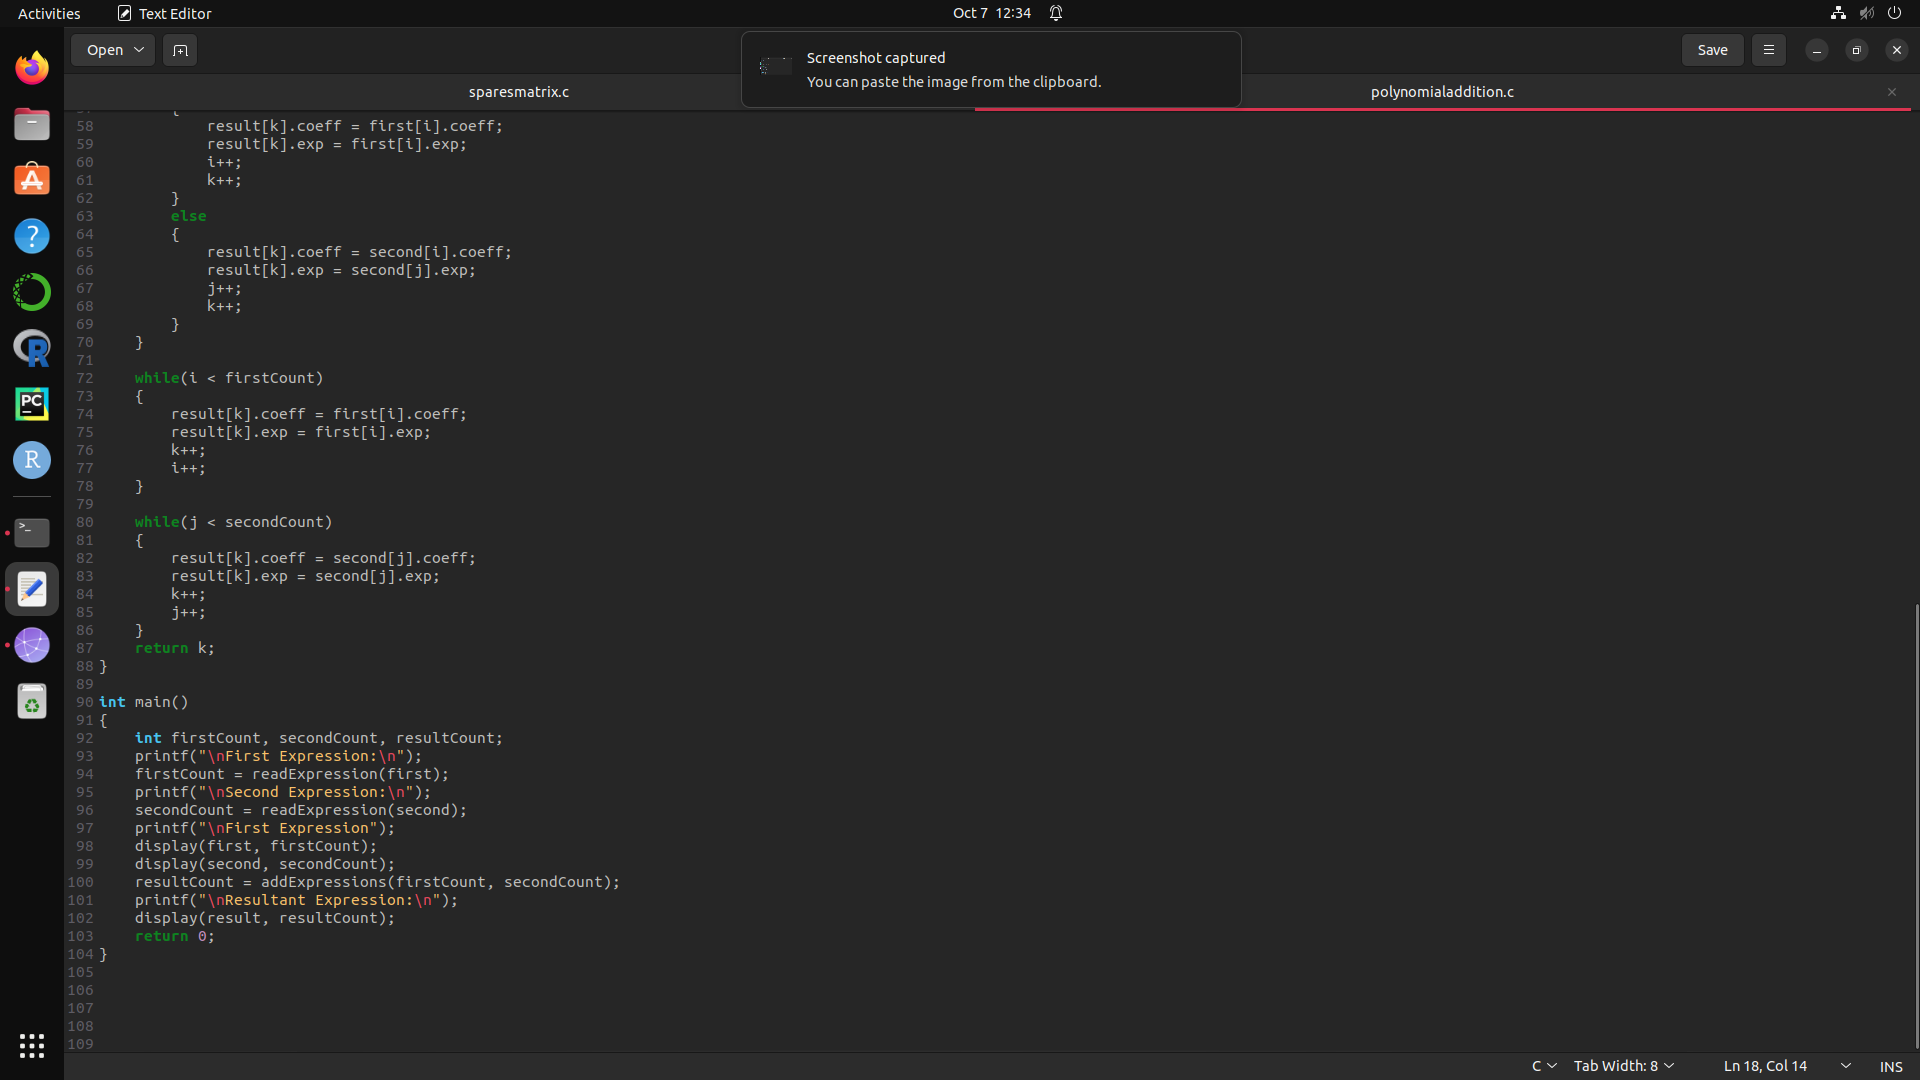 Activities
Text Editor
Oct 7 12:34
Open
Save
Screenshot captured
You can paste the image from the clipboard.
sparesmatrix.c
polynomialaddition.c
58 result[k].coeff = first[i].coeff;
59 result[k].exp = first[i].exp;
60 i++;
61 k++;
62 }
63 else
64 {
65 result[k].coeff = second[i].coeff;
66 result[k].exp = second[j].exp;
67 j++;
68 k++;
69 }
70 }
71
72 while(i < firstCount)
73 {
74 result[k].coeff = first[i].coeff;
75 result[k].exp = first[i].exp;
76 k++;
77 i++;
78 }
79
80 while(j < secondCount)
81 {
82 result[k].coeff = second[j].coeff;
83 result[k].exp = second[j].exp;
84 k++;
85 j++;
86 }
87 return k;
88 }
89
90 int main()
91 {
92 int firstCount, secondCount, resultCount;
93 printf("\nFirst Expression:\n");
94 firstCount = readExpression(first);
95 printf("\nSecond Expression:\n");
96 secondCount = readExpression(second);
97 printf("\nFirst Expression");
98 display(first, firstCount);
99 display(second, secondCount);
100 resultCount = addExpressions(firstCount, secondCount);
101 printf("\nResultant Expression:\n");
102 display(result, resultCount);
103 return 0;
104 }
105
106
107
108
109
C
Tab Width: 8
Ln 18, Col 14
INS